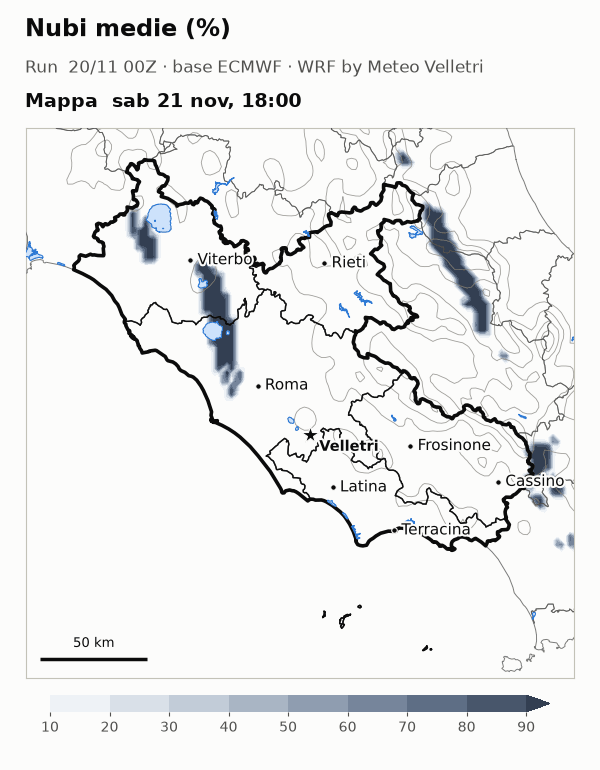 Nubi medie (%)
Run 20/11 00Z · base ECMWF · WRF by Meteo Velletri
Mappa sab 21 nov, 18:00
Viterbo
Rieti
Roma
Velletri
Frosinone
Cassino
Latina
Terracina
50 km
10 20 30 40 50 60 70 80 90